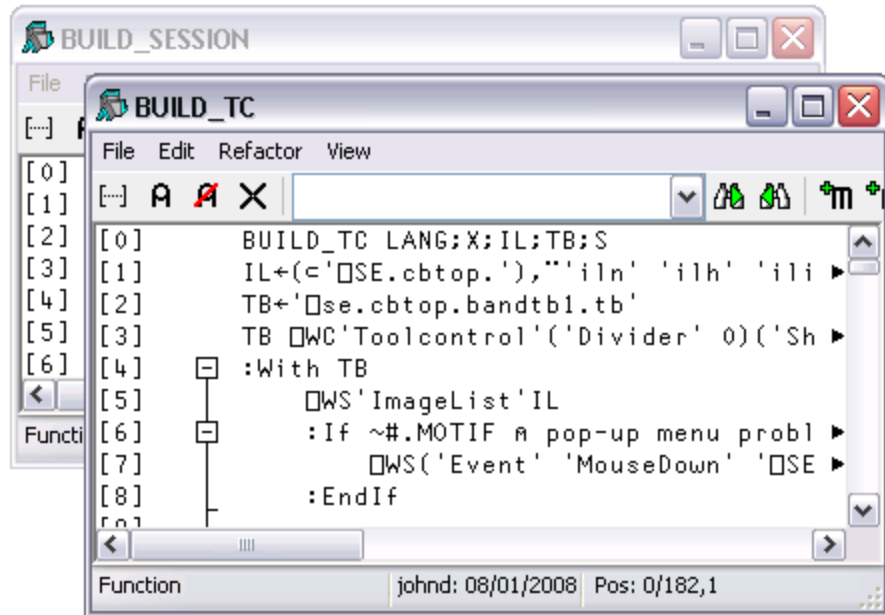 BUILD_SESSION
File
[0]
[1]
[2]
[3]
[4]
[5]
[6]
Functi
BUILD_TC
File Edit Refactor View
[0] BUILD_TC LANG;X;IL;TB;S
[1] IL←(⊂'⎕SE.cbtop.'),¨'iln' 'ilh' 'ili
[2] TB←'⎕se.cbtop.bandtb1.tb'
[3] TB ⎕WC'Toolcontrol'('Divider' 0)('Sh
[4] :With TB
[5] ⎕WS'ImageList'IL
[6] :If ~#.MOTIF ⍝ pop-up menu probl
[7] ⎕WS('Event' 'MouseDown' '⎕SE
[8] :EndIf
Function johnd: 08/01/2008 Pos: 0/182,1